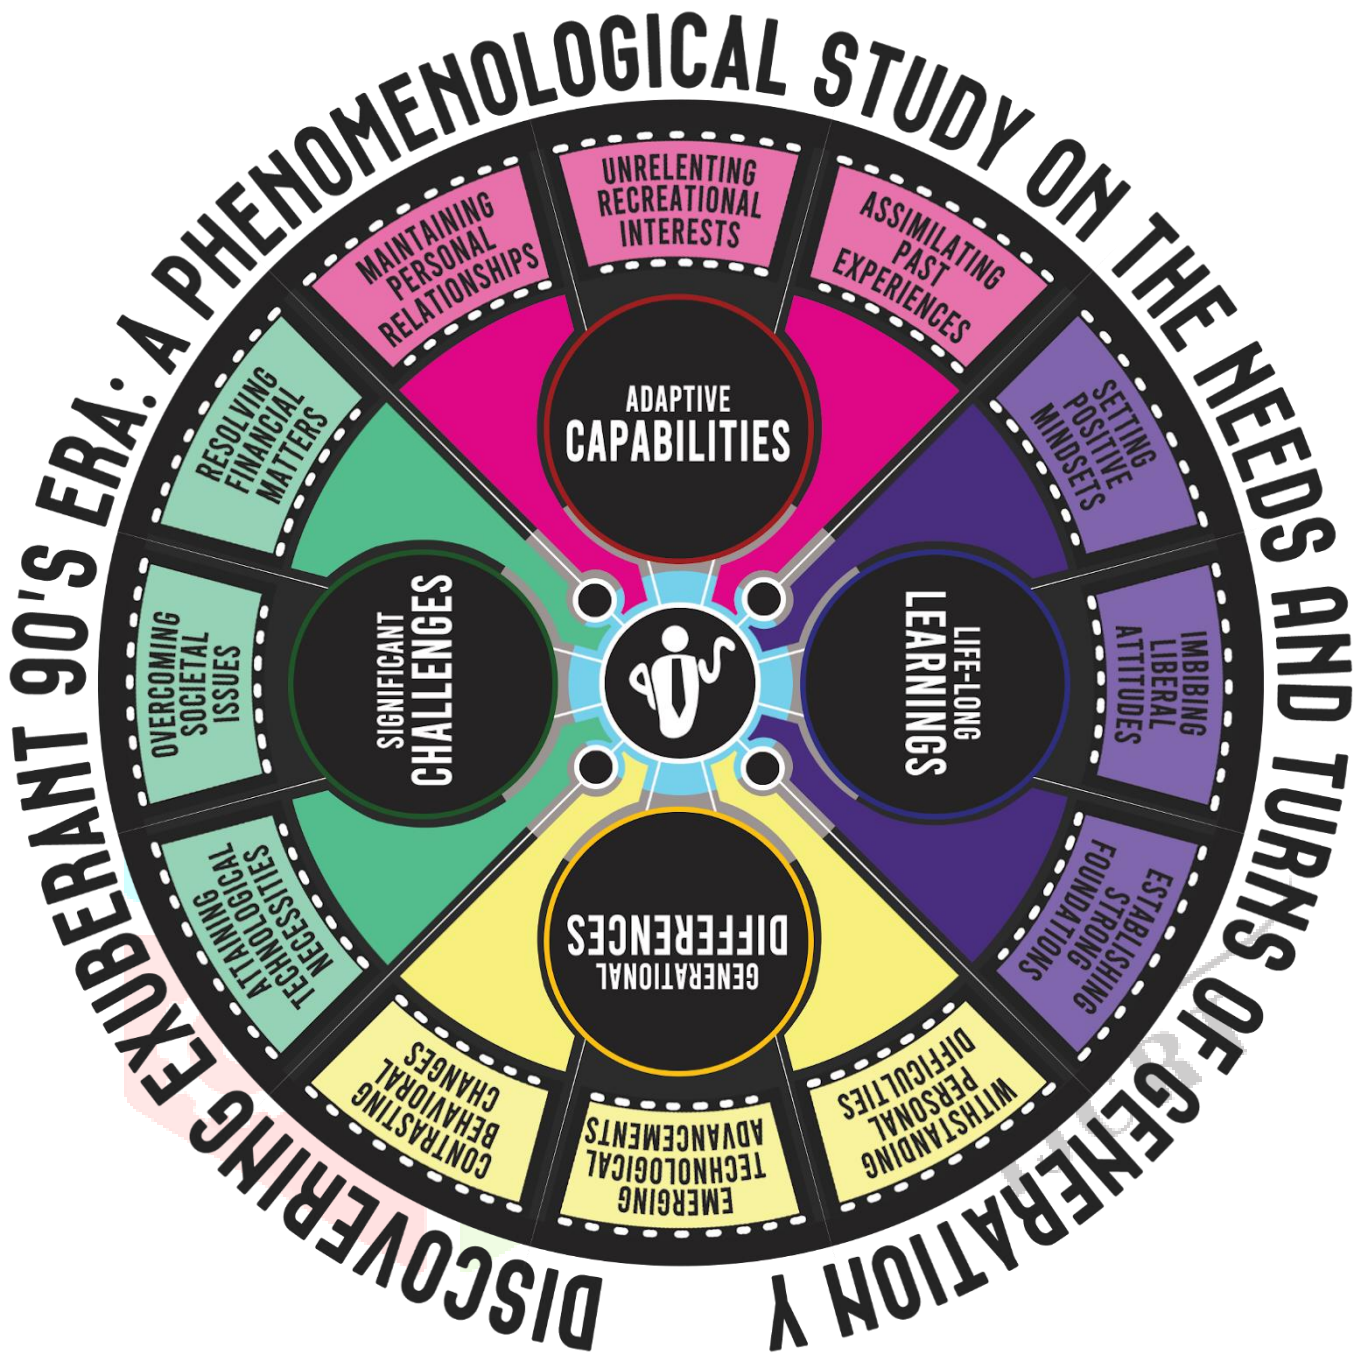 DISCOVERING EXUBERANT 90'S ERA: A PHENOMENOLOGICAL STUDY ON THE NEEDS AND TURNS OF GENERATION Y
ADAPTIVE
CAPABILITIES
MAINTAINING
PERSONAL
RELATIONSHIPS
UNRELENTING
RECREATIONAL
INTERESTS
ASSIMILATING
PAST
EXPERIENCES
LIFE-LONG
LEARNINGS
SETTING
POSITIVE
MINDSETS
IMBIBING
LIBERAL
ATTITUDES
ESTABLISHING
STRONG
FOUNDATIONS
GENERATIONAL
DIFFERENCES
WITHSTANDING
PERSONAL
DIFFICULTIES
EMERGING
TECHNOLOGICAL
ADVANCEMENTS
CONTRASTING
BEHAVIORAL
CHANGES
SIGNIFICANT
CHALLENGES
ATTAINING
TECHNOLOGICAL
NECESSITIES
OVERCOMING
SOCIETAL
ISSUES
RESOLVING
FINANCIAL
MATTERS